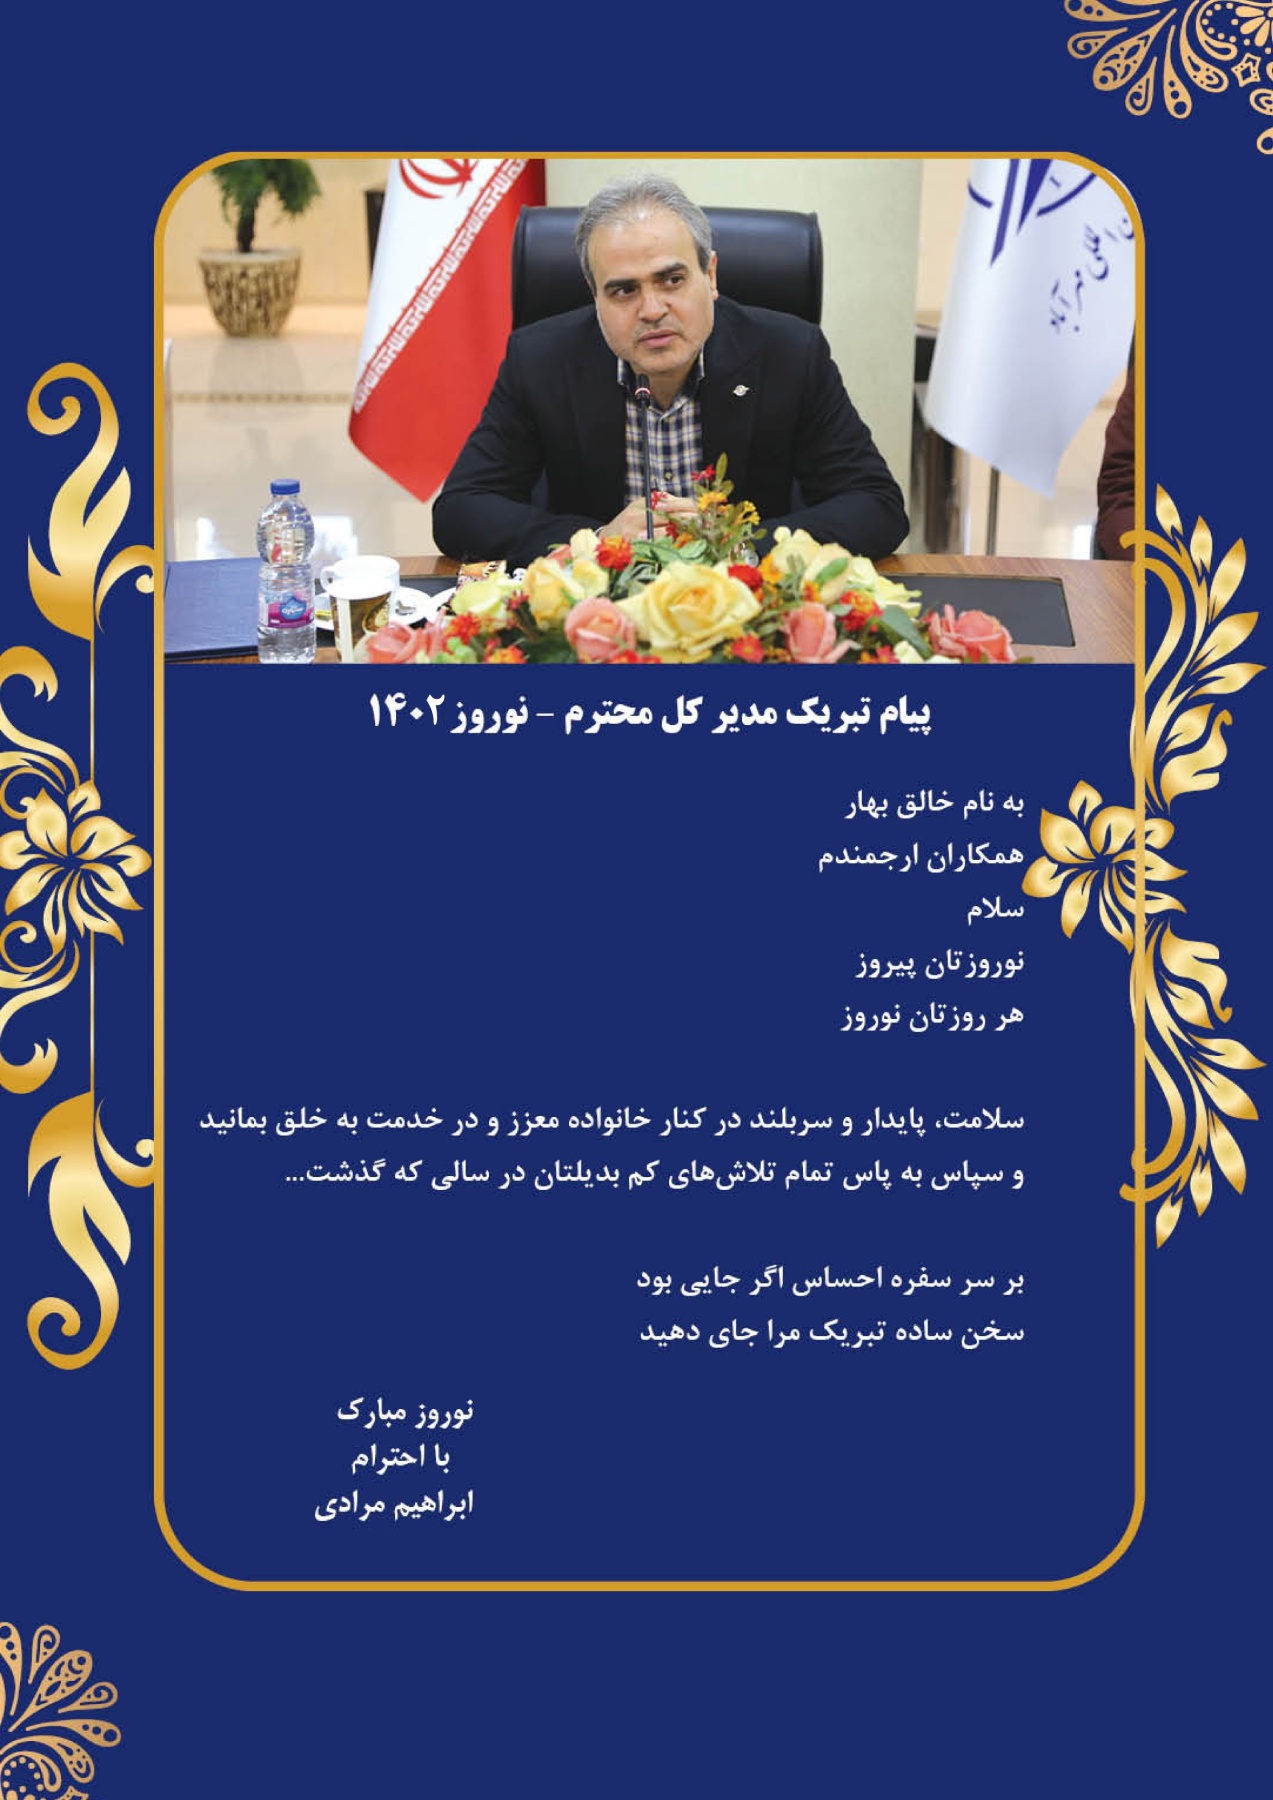 پیام تبریک مدیر کل محترم – نوروز ۱۴۰۲
به نام خالق بهار
همکاران ارجمندم
سلام
نوروزتان پیروز
هر روزتان نوروز
سلامت، پایدار و سربلند در کنار خانواده معزز و در خدمت به خلق بمانید
و سپاس به پاس تمام تلاش‌های کم بدیلتان در سالی که گذشت...
بر سر سفره احساس اگر جایی بود
سخن ساده تبریک مرا جای دهید
نوروز مبارک
با احترام
ابراهیم مرادی